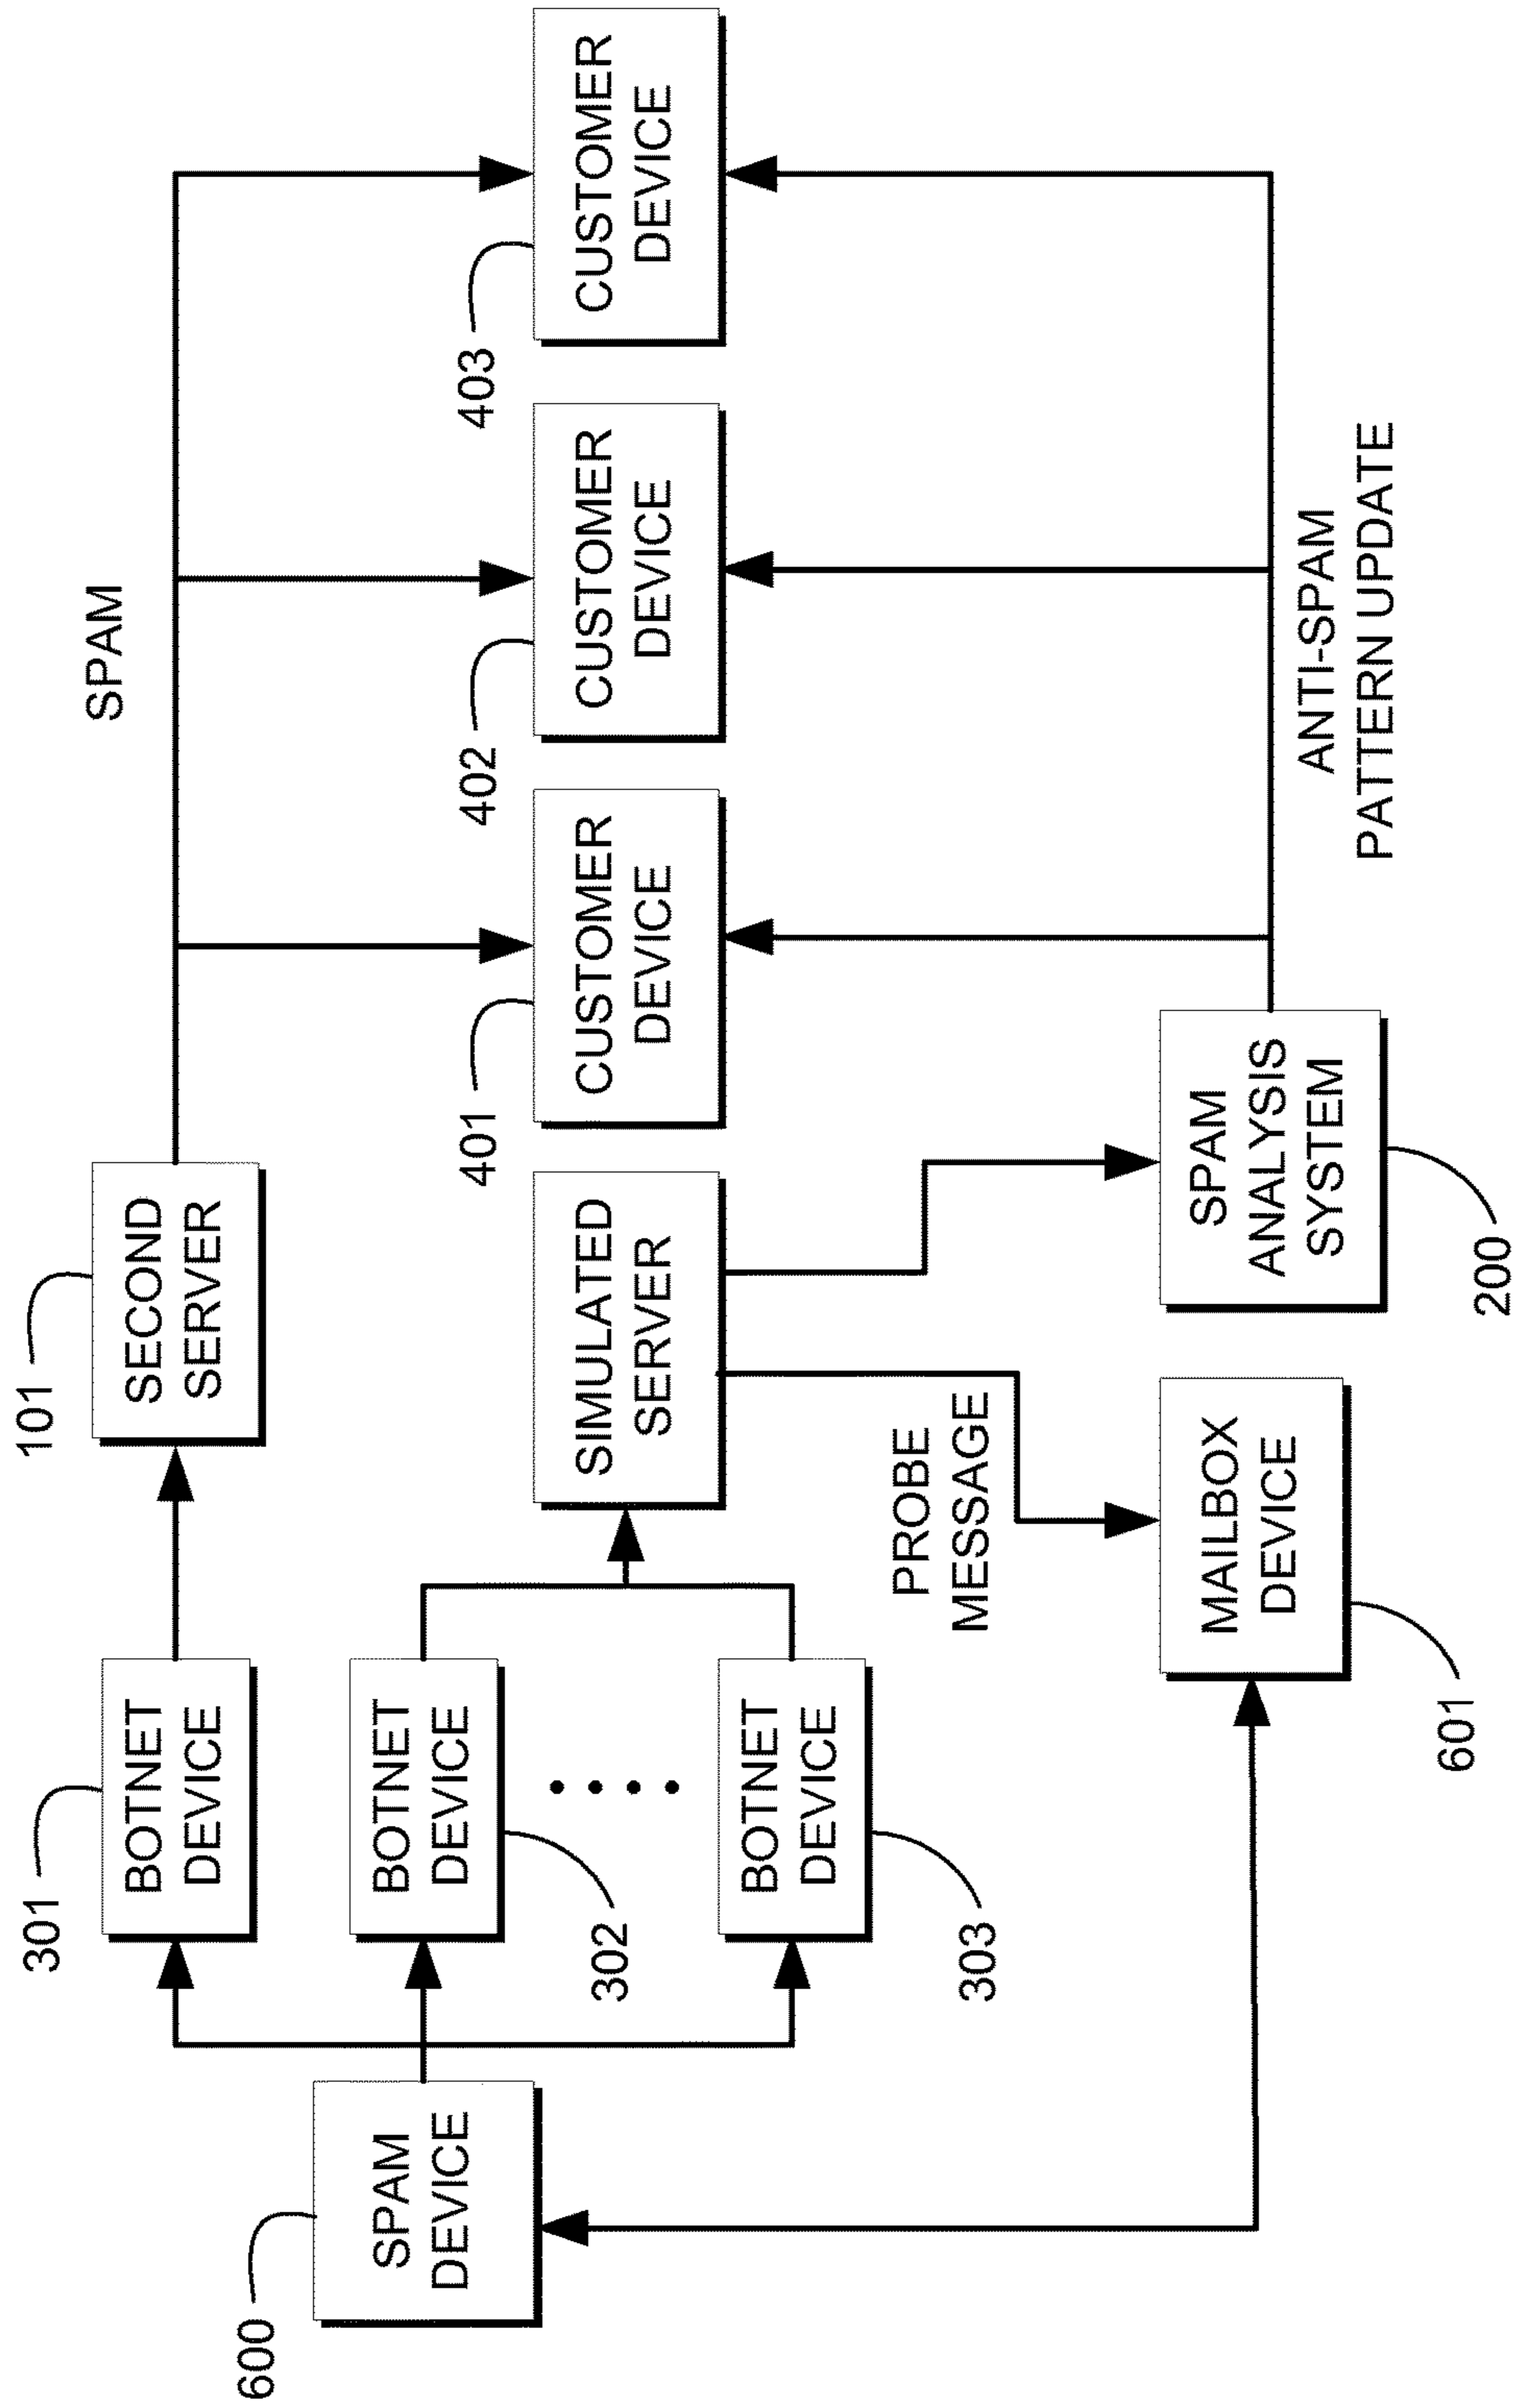 600
SPAM
DEVICE
301
BOTNET
DEVICE
BOTNET
DEVICE
302
BOTNET
DEVICE
303
101
SECOND
SERVER
SIMULATED
SERVER
PROBE
MESSAGE
MAILBOX
DEVICE
601
SPAM
ANALYSIS
SYSTEM
200
SPAM
401
CUSTOMER
DEVICE
402
CUSTOMER
DEVICE
403
CUSTOMER
DEVICE
ANTI-SPAM
PATTERN UPDATE